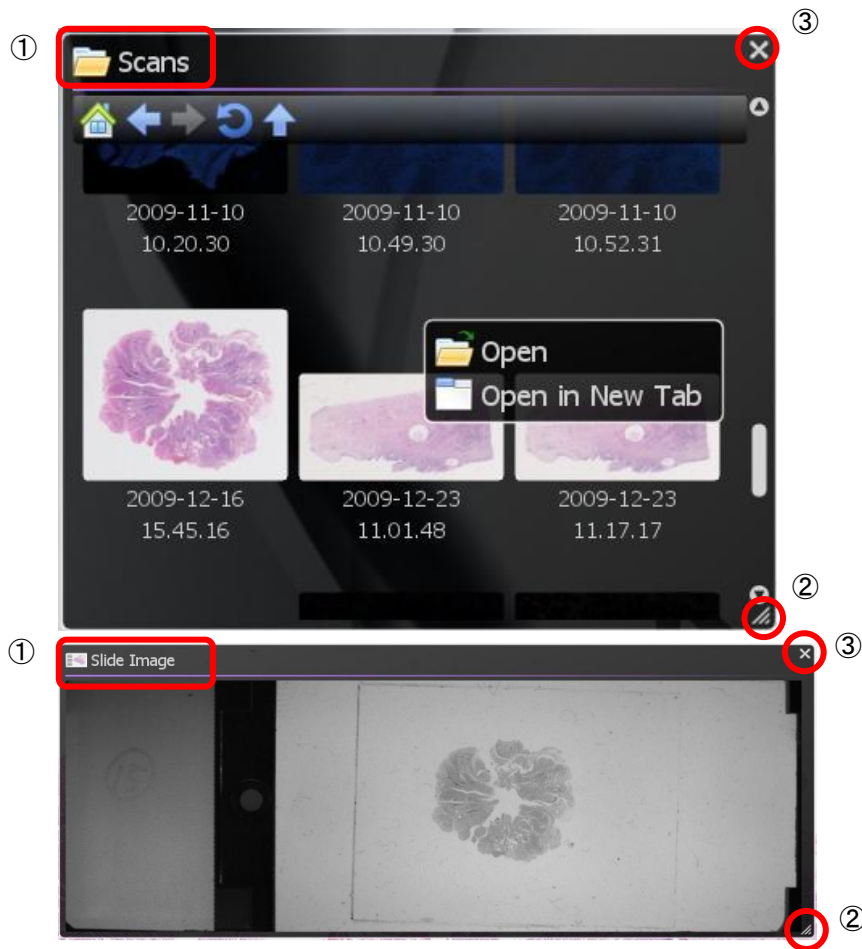 ③
①
Scans
2009-11-10 2009-11-10 2009-11-10
10.20.30 10.49.30 10.52.31
Open
Open in New Tab
2009-12-16 2009-12-23 2009-12-23
15.45.16 11.01.48 11.17.17
②
①
Slide Image
③
15
②